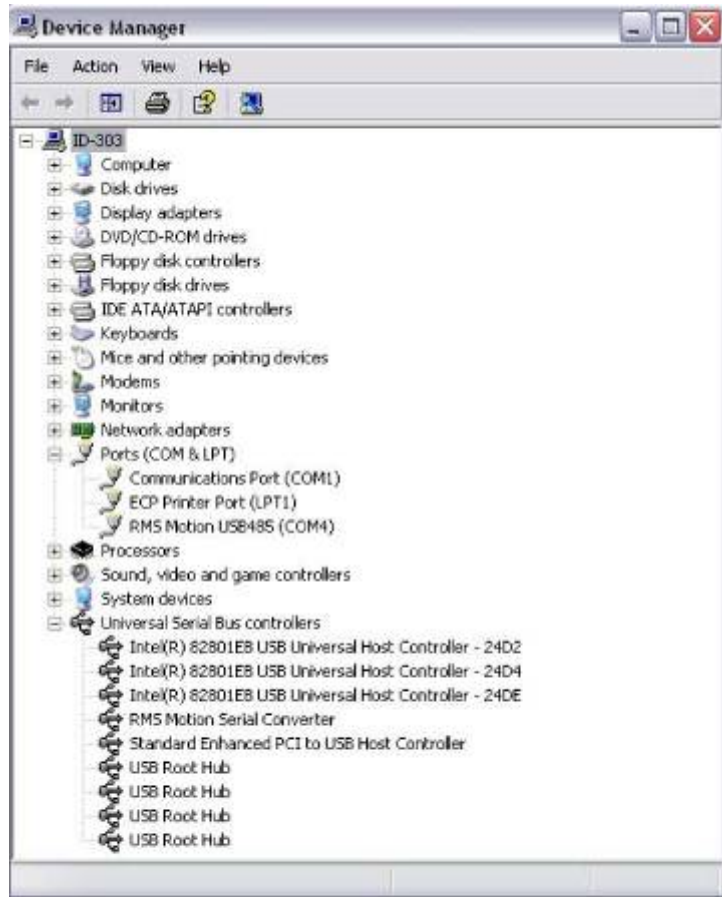 Device Manager
File Action View Help
ID-303
Computer
Disk drives
Display adapters
DVD/CD-ROM drives
Floppy disk controllers
Floppy disk drives
IDE ATA/ATAPI controllers
Keyboards
Mice and other pointing devices
Modems
Monitors
Network adapters
Ports (COM & LPT)
Communications Port (COM1)
ECP Printer Port (LPT1)
RMS Motion USB485 (COM4)
Processors
Sound, video and game controllers
System devices
Universal Serial Bus controllers
Intel(R) 82801EB USB Universal Host Controller - 24D2
Intel(R) 82801EB USB Universal Host Controller - 24D4
Intel(R) 82801EB USB Universal Host Controller - 24DE
RMS Motion Serial Converter
Standard Enhanced PCI to USB Host Controller
USB Root Hub
USB Root Hub
USB Root Hub
USB Root Hub